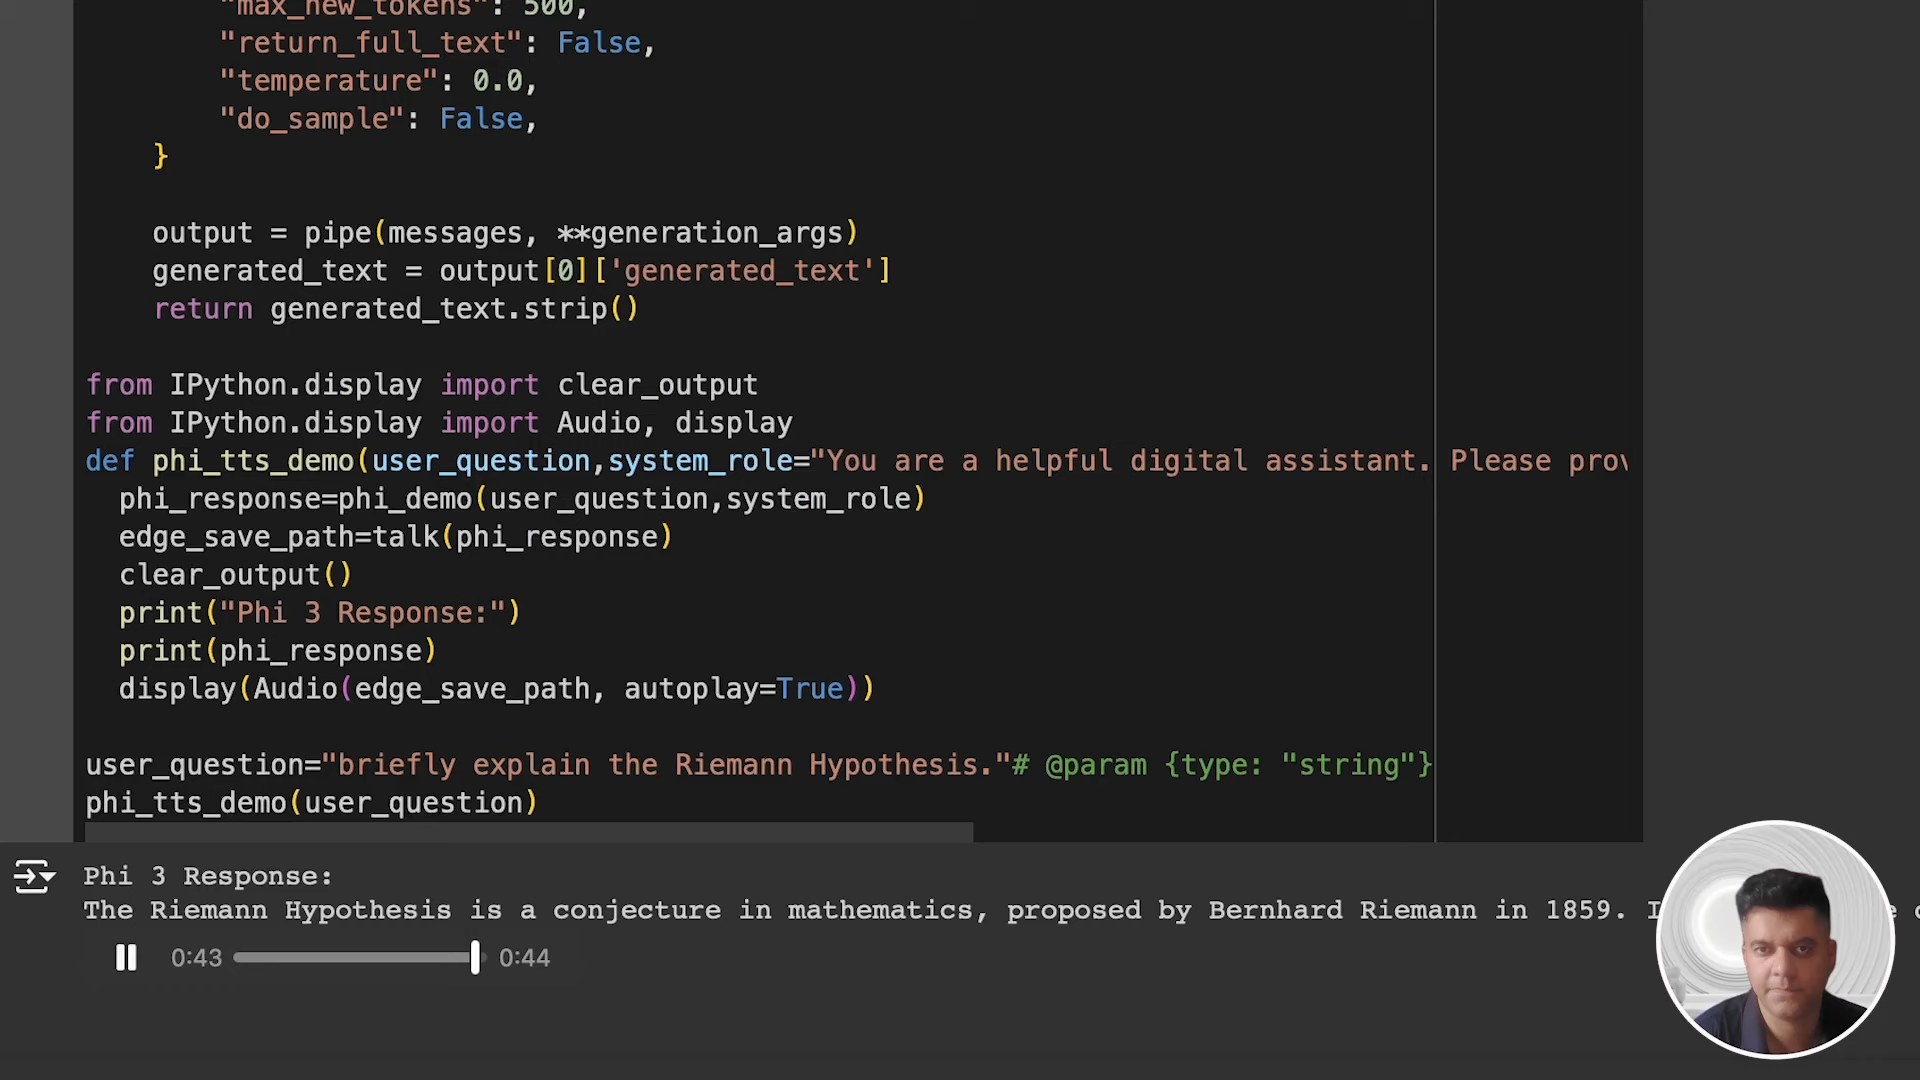 "max_new_tokens": 500,
"return_full_text": False,
"temperature": 0.0,
"do_sample": False,
}
output = pipe(messages, **generation_args)
generated_text = output[0]['generated_text']
return generated_text.strip()
from IPython.display import clear_output
from IPython.display import Audio, display
def phi_tts_demo(user_question,system_role="You are a helpful digital assistant. Please prov
phi_response=phi_demo(user_question,system_role)
edge_save_path=talk(phi_response)
clear_output()
print("Phi 3 Response:")
print(phi_response)
display(Audio(edge_save_path, autoplay=True))
user_question="briefly explain the Riemann Hypothesis."# @param {type: "string"}
phi_tts_demo(user_question)
Phi 3 Response:
The Riemann Hypothesis is a conjecture in mathematics, proposed by Bernhard Riemann in 1859.
0:43 0:44